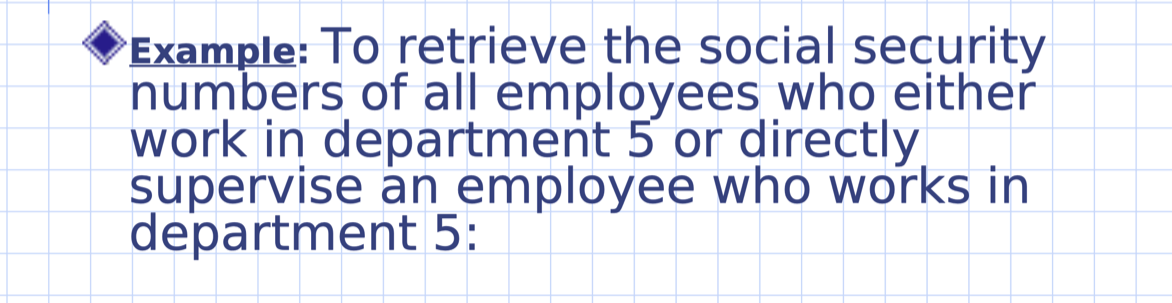 Example: To retrieve the social security
numbers of all employees who either
work in department 5 or directly
supervise an employee who works in
department 5: